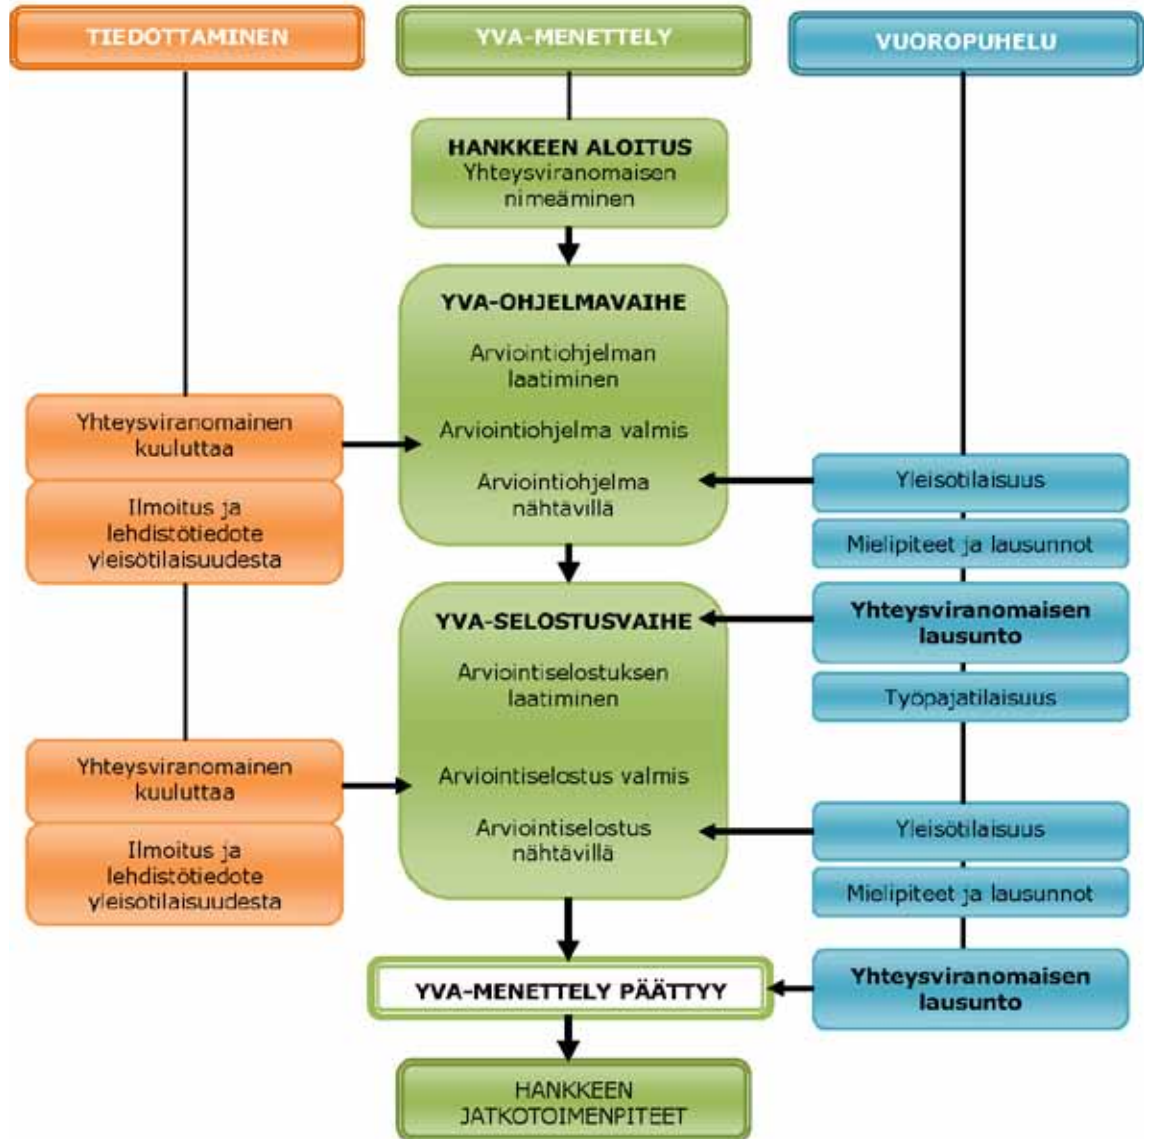 TIEDOTTAMINEN
YVA-MENETTELY
VUOROPUHELU
HANKKEEN ALOITUS
Yhteysviranomaisen
nimeäminen
YVA-OHJELMAVAIHE
Arviointiohjelman
laatiminen
Arviointiohjelma valmis
Arviointiohjelma
nähtävillä
Yhteysviranomainen
kuuluttaa
Ilmoitus ja
lehdistötiedote
yleisötilaisuudesta
Yleisötilaisuus
Mielipiteet ja lausunnot
Yhteysviranomaisen
lausunto
Työpajatilaisuus
YVA-SELOSTUSVAIHE
Arviointiselostuksen
laatiminen
Arviointiselostus valmis
Arviointiselostus
nähtävillä
Yhteysviranomainen
kuuluttaa
Ilmoitus ja
lehdistötiedote
yleisötilaisuudesta
Yleisötilaisuus
Mielipiteet ja lausunnot
Yhteysviranomaisen
lausunto
YVA-MENETTELY PÄÄTTYY
HANKKEEN
JATKOTOIMENPITEET